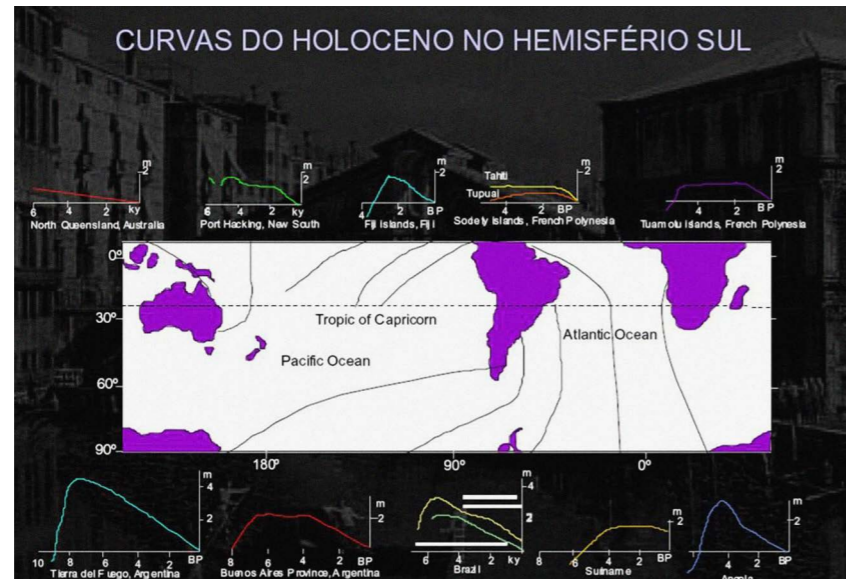 CURVAS DO HOLOCENO NO HEMISFÉRIO SUL
m
2
6 4 2 ky
North Queensland, Australia
m
2
6 4 2 ky
Port Hacking, New South
m
2
4 2 BP
Fiji Islands, Fiji
Tahiti
Tupuai
m
2
4 2 BP
Society Islands, French Polynesia
m
2
4 2 BP
Tuamotu Islands, French Polynesia
0º
30º
60º
90º
Tropic of Capricorn
Pacific Ocean
Atlantic Ocean
180º 90º 0º
m
4
2
10 8 6 4 2 BP
Tierra del Fuego, Argentina
m
2
8 6 4 2 BP
Buenos Aires Province, Argentina
m
4
2
6 4 2 ky
Brazil
m
2
8 6 4 2 BP
Suriname
m
2
6 4 2 BP